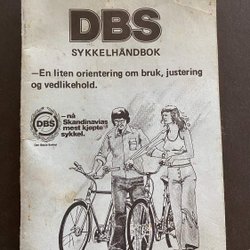 DBS
SYKKELHÅNDBOK
—En liten orientering om bruk, justering
og vedlikehold.
DBS
— nå
Skandinavias
mest kjøpte
sykkel.